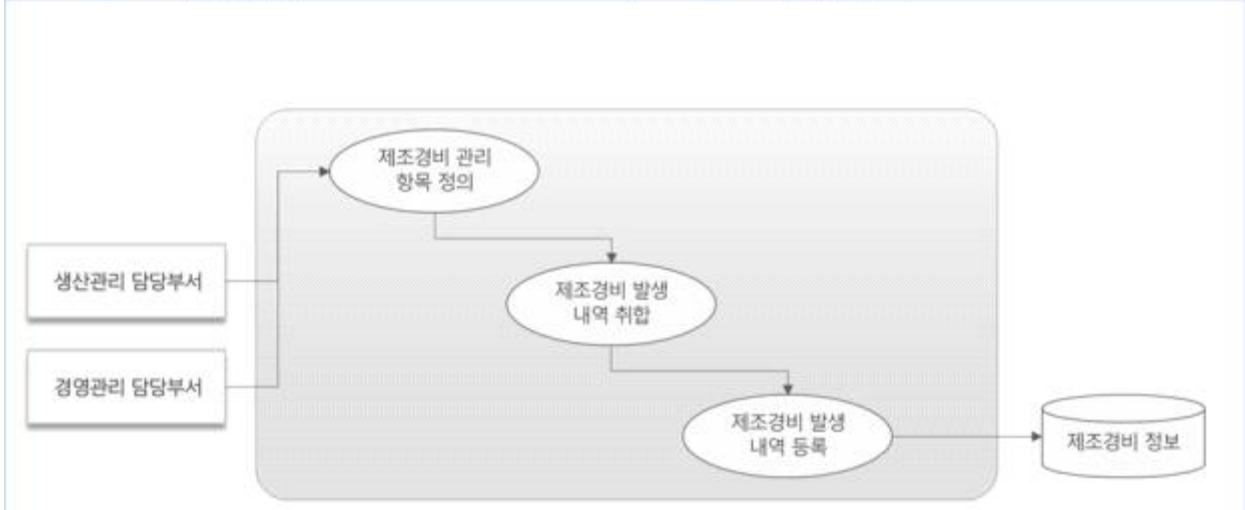 제조경비 관리
항목 정의
생산관리 담당부서
제조경비 발생
내역 취합
경영관리 담당부서
제조경비 발생
내역 등록
제조경비 정보